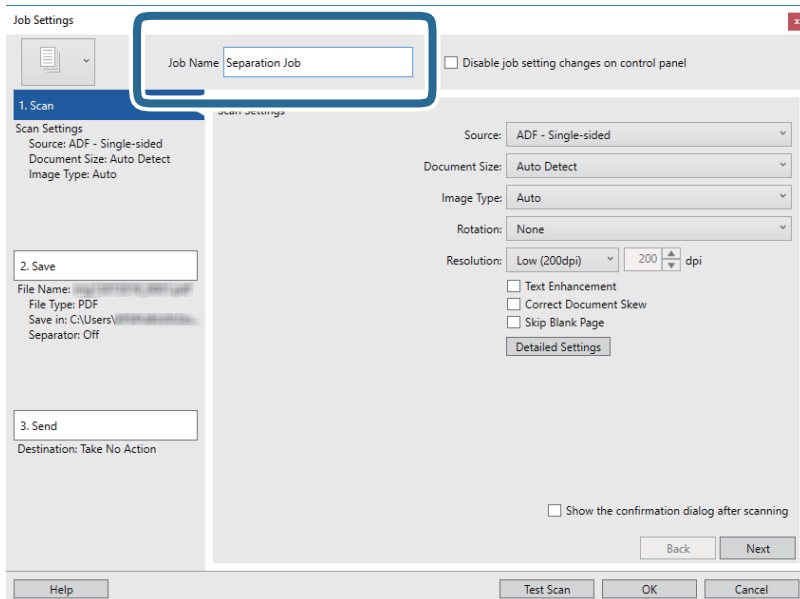 Job Settings
x
Job Name Separation Job
Disable job setting changes on control panel
1. Scan
Scan Settings
Source: ADF - Single-sided
Document Size: Auto Detect
Image Type: Auto
2. Save
File Name:
File Type: PDF
Save in: C:\Users\
Separator: Off
3. Send
Destination: Take No Action
Scan Settings
Source: ADF - Single-sided
Document Size: Auto Detect
Image Type: Auto
Rotation: None
Resolution: Low (200dpi) 200 dpi
Text Enhancement
Correct Document Skew
Skip Blank Page
Detailed Settings
Show the confirmation dialog after scanning
Back Next
Help Test Scan OK Cancel